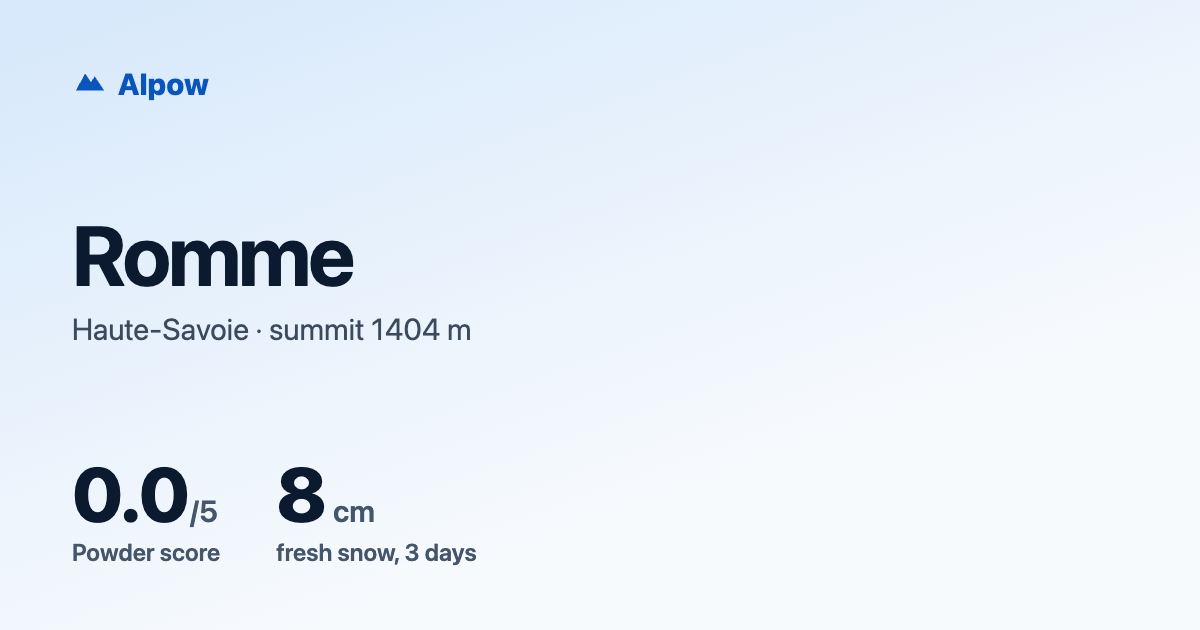 Alpow
Romme
Haute-Savoie · summit 1404 m
0.0/5 8 cm
Powder score fresh snow, 3 days